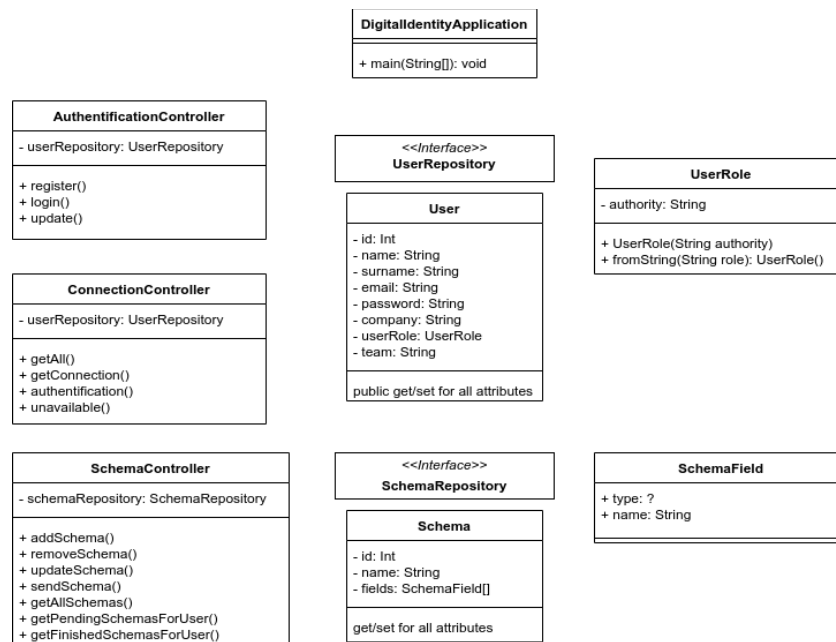 DigitalIdentityApplication
+ main(String[]): void
AuthentificationController
- userRepository: UserRepository
+ register()
+ login()
+ update()
<<Interface>>
UserRepository
User
- id: Int
- name: String
- surname: String
- email: String
- password: String
- company: String
- userRole: UserRole
- team: String
public get/set for all attributes
UserRole
- authority: String
+ UserRole(String authority)
+ fromString(String role): UserRole()
ConnectionController
- userRepository: UserRepository
+ getAll()
+ getConnection()
+ authentification()
+ unavailable()
SchemaController
- schemaRepository: SchemaRepository
+ addSchema()
+ removeSchema()
+ updateSchema()
+ sendSchema()
+ getAllSchemas()
+ getPendingSchemasForUser()
+ getFinishedSchemasForUser()
<<Interface>>
SchemaRepository
Schema
- id: Int
- name: String
- fields: SchemaField[]
get/set for all attributes
SchemaField
+ type: ?
+ name: String